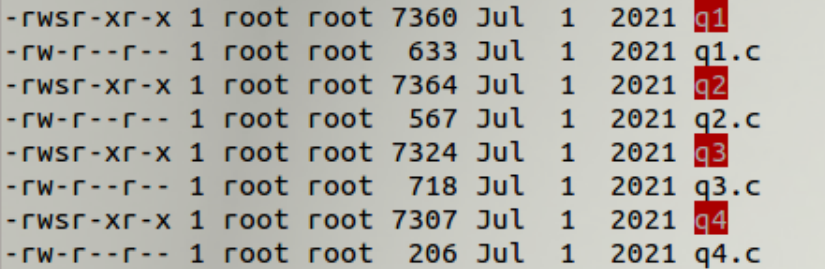 -rwsr-xr-x 1 root root 7360 Jul  1  2021 q1
-rw-r--r-- 1 root root  633 Jul  1  2021 q1.c
-rwsr-xr-x 1 root root 7364 Jul  1  2021 q2
-rw-r--r-- 1 root root  567 Jul  1  2021 q2.c
-rwsr-xr-x 1 root root 7324 Jul  1  2021 q3
-rw-r--r-- 1 root root  718 Jul  1  2021 q3.c
-rwsr-xr-x 1 root root 7307 Jul  1  2021 q4
-rw-r--r-- 1 root root  206 Jul  1  2021 q4.c